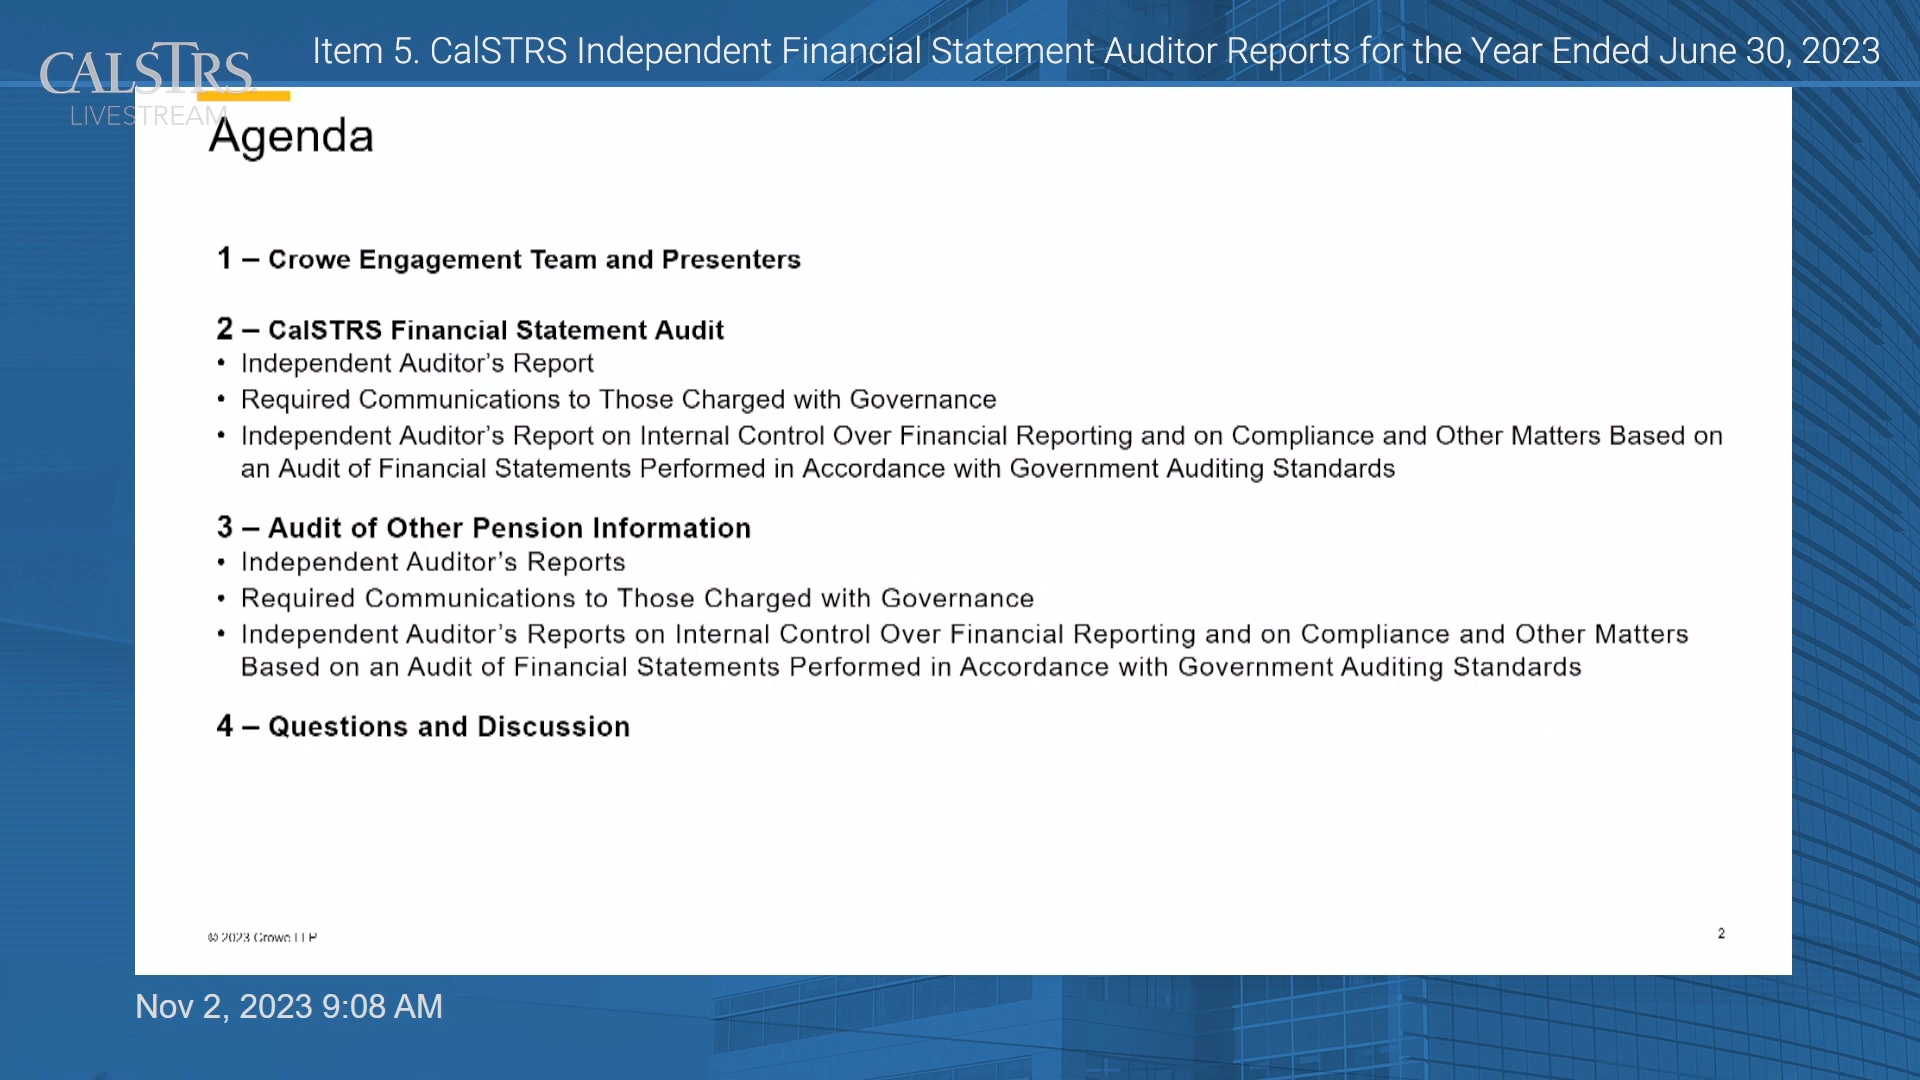 Item 5. CalSTRS Independent Financial Statement Auditor Reports for the Year Ended June 30, 2023
CALSTRS
LIVESTREAM
Agenda
1 – Crowe Engagement Team and Presenters
2 – CalSTRS Financial Statement Audit
• Independent Auditor’s Report
• Required Communications to Those Charged with Governance
• Independent Auditor’s Report on Internal Control Over Financial Reporting and on Compliance and Other Matters Based on
an Audit of Financial Statements Performed in Accordance with Government Auditing Standards
3 – Audit of Other Pension Information
• Independent Auditor’s Reports
• Required Communications to Those Charged with Governance
• Independent Auditor’s Reports on Internal Control Over Financial Reporting and on Compliance and Other Matters
Based on an Audit of Financial Statements Performed in Accordance with Government Auditing Standards
4 – Questions and Discussion
© 2023 Crowe LLP
2
Nov 2, 2023 9:08 AM